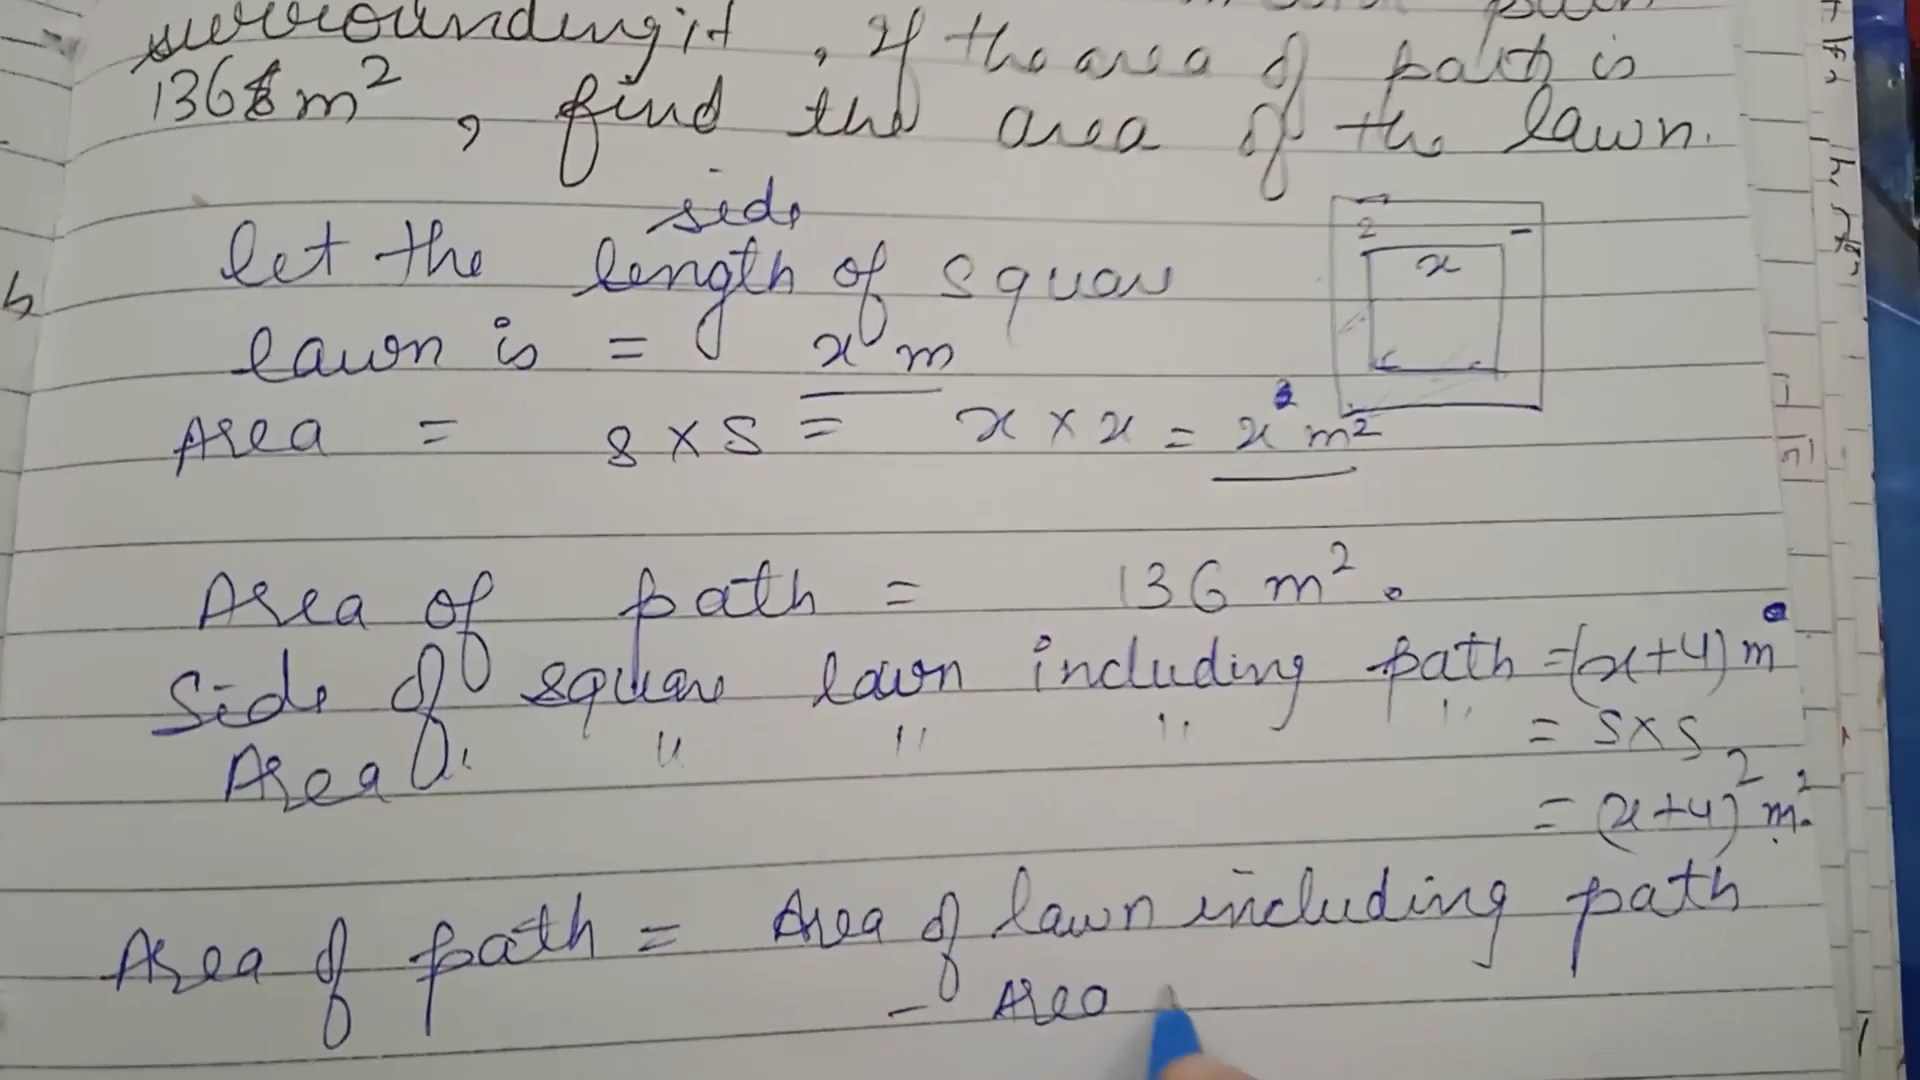 surrounding it, If the area of path is
136 m², find the area of the lawn.
side
let the length of square
2
x
lawn is = x m
Area = s × s = x × x = x² m²
Area of path = 136 m².
Side of square lawn including path = (x+4) m
Area " " " " " = s×s
= (x+4)² m².
Area of path = Area of lawn including path
- Area